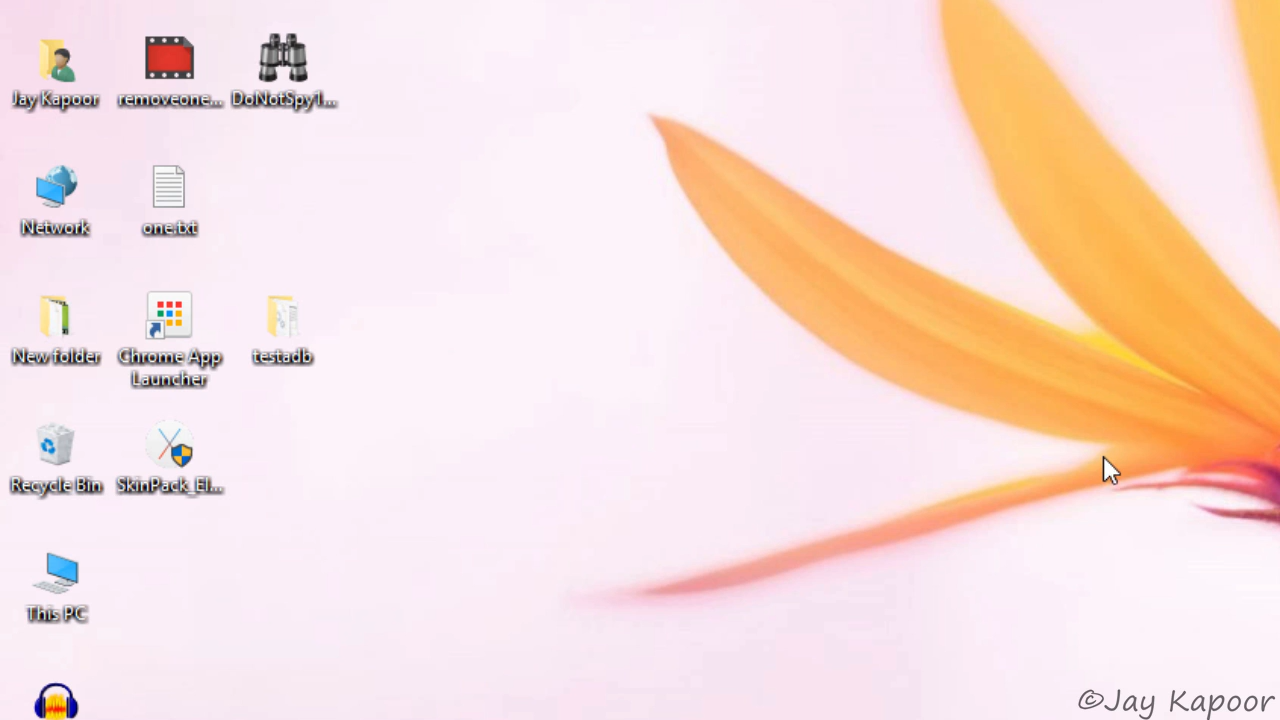 Jay Kapoor
removeone...
DoNotSpy1...
Network
one.txt
New folder
Chrome App
Launcher
testadb
Recycle Bin
SkinPack_El...
This PC
©Jay Kapoor